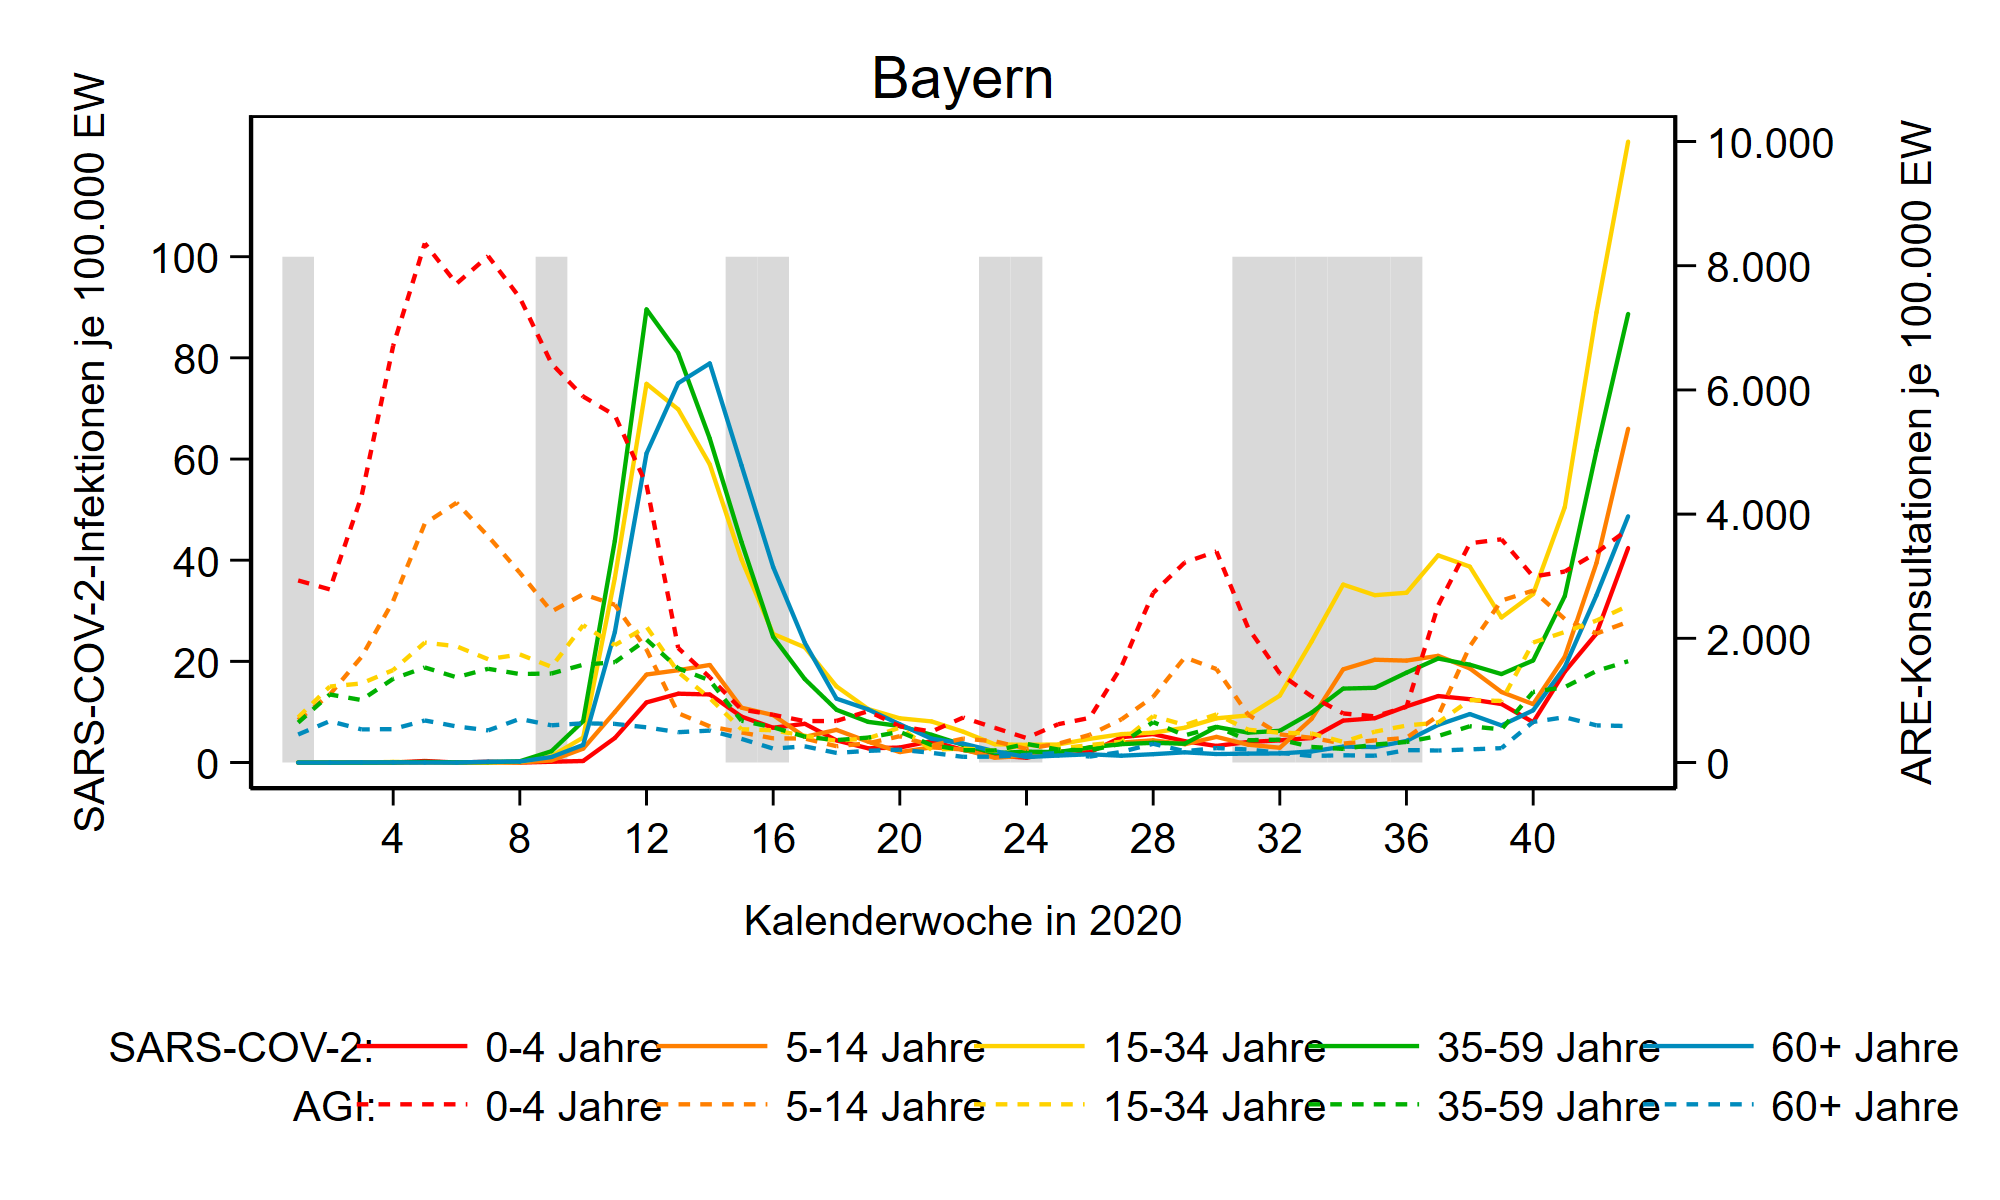 Bayern
SARS-COV-2-Infektionen je 100.000 EW
100
80
60
40
20
0
10.000
8.000
6.000
4.000
2.000
0
ARE-Konsultationen je 100.000 EW
4 8 12 16 20 24 28 32 36 40
Kalenderwoche in 2020
SARS-COV-2: 0-4 Jahre 5-14 Jahre 15-34 Jahre 35-59 Jahre 60+ Jahre
AGI: 0-4 Jahre 5-14 Jahre 15-34 Jahre 35-59 Jahre 60+ Jahre